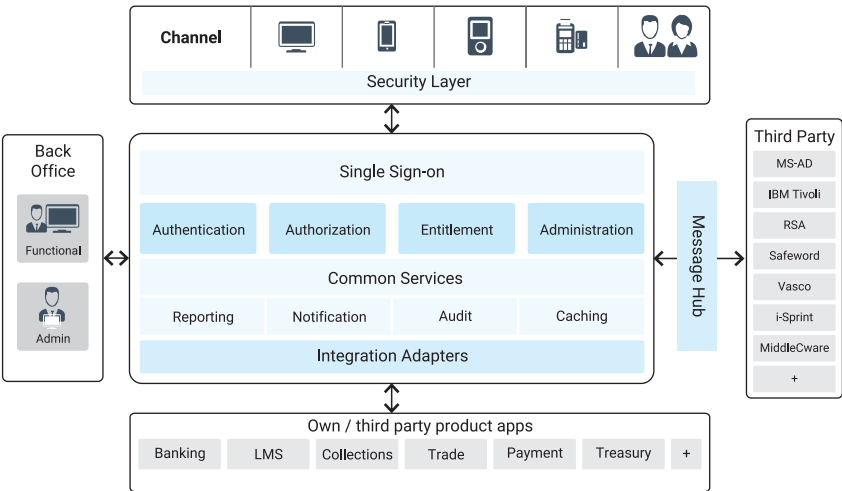 Channel
Security Layer
Back
Office
Functional
Admin
Single Sign-on
Authentication
Authorization
Entitlement
Administration
Common Services
Reporting
Notification
Audit
Caching
Integration Adapters
Message Hub
Third Party
MS-AD
IBM Tivoli
RSA
Safeword
Vasco
i-Sprint
MiddleCware
+
Own / third party product apps
Banking
LMS
Collections
Trade
Payment
Treasury
+